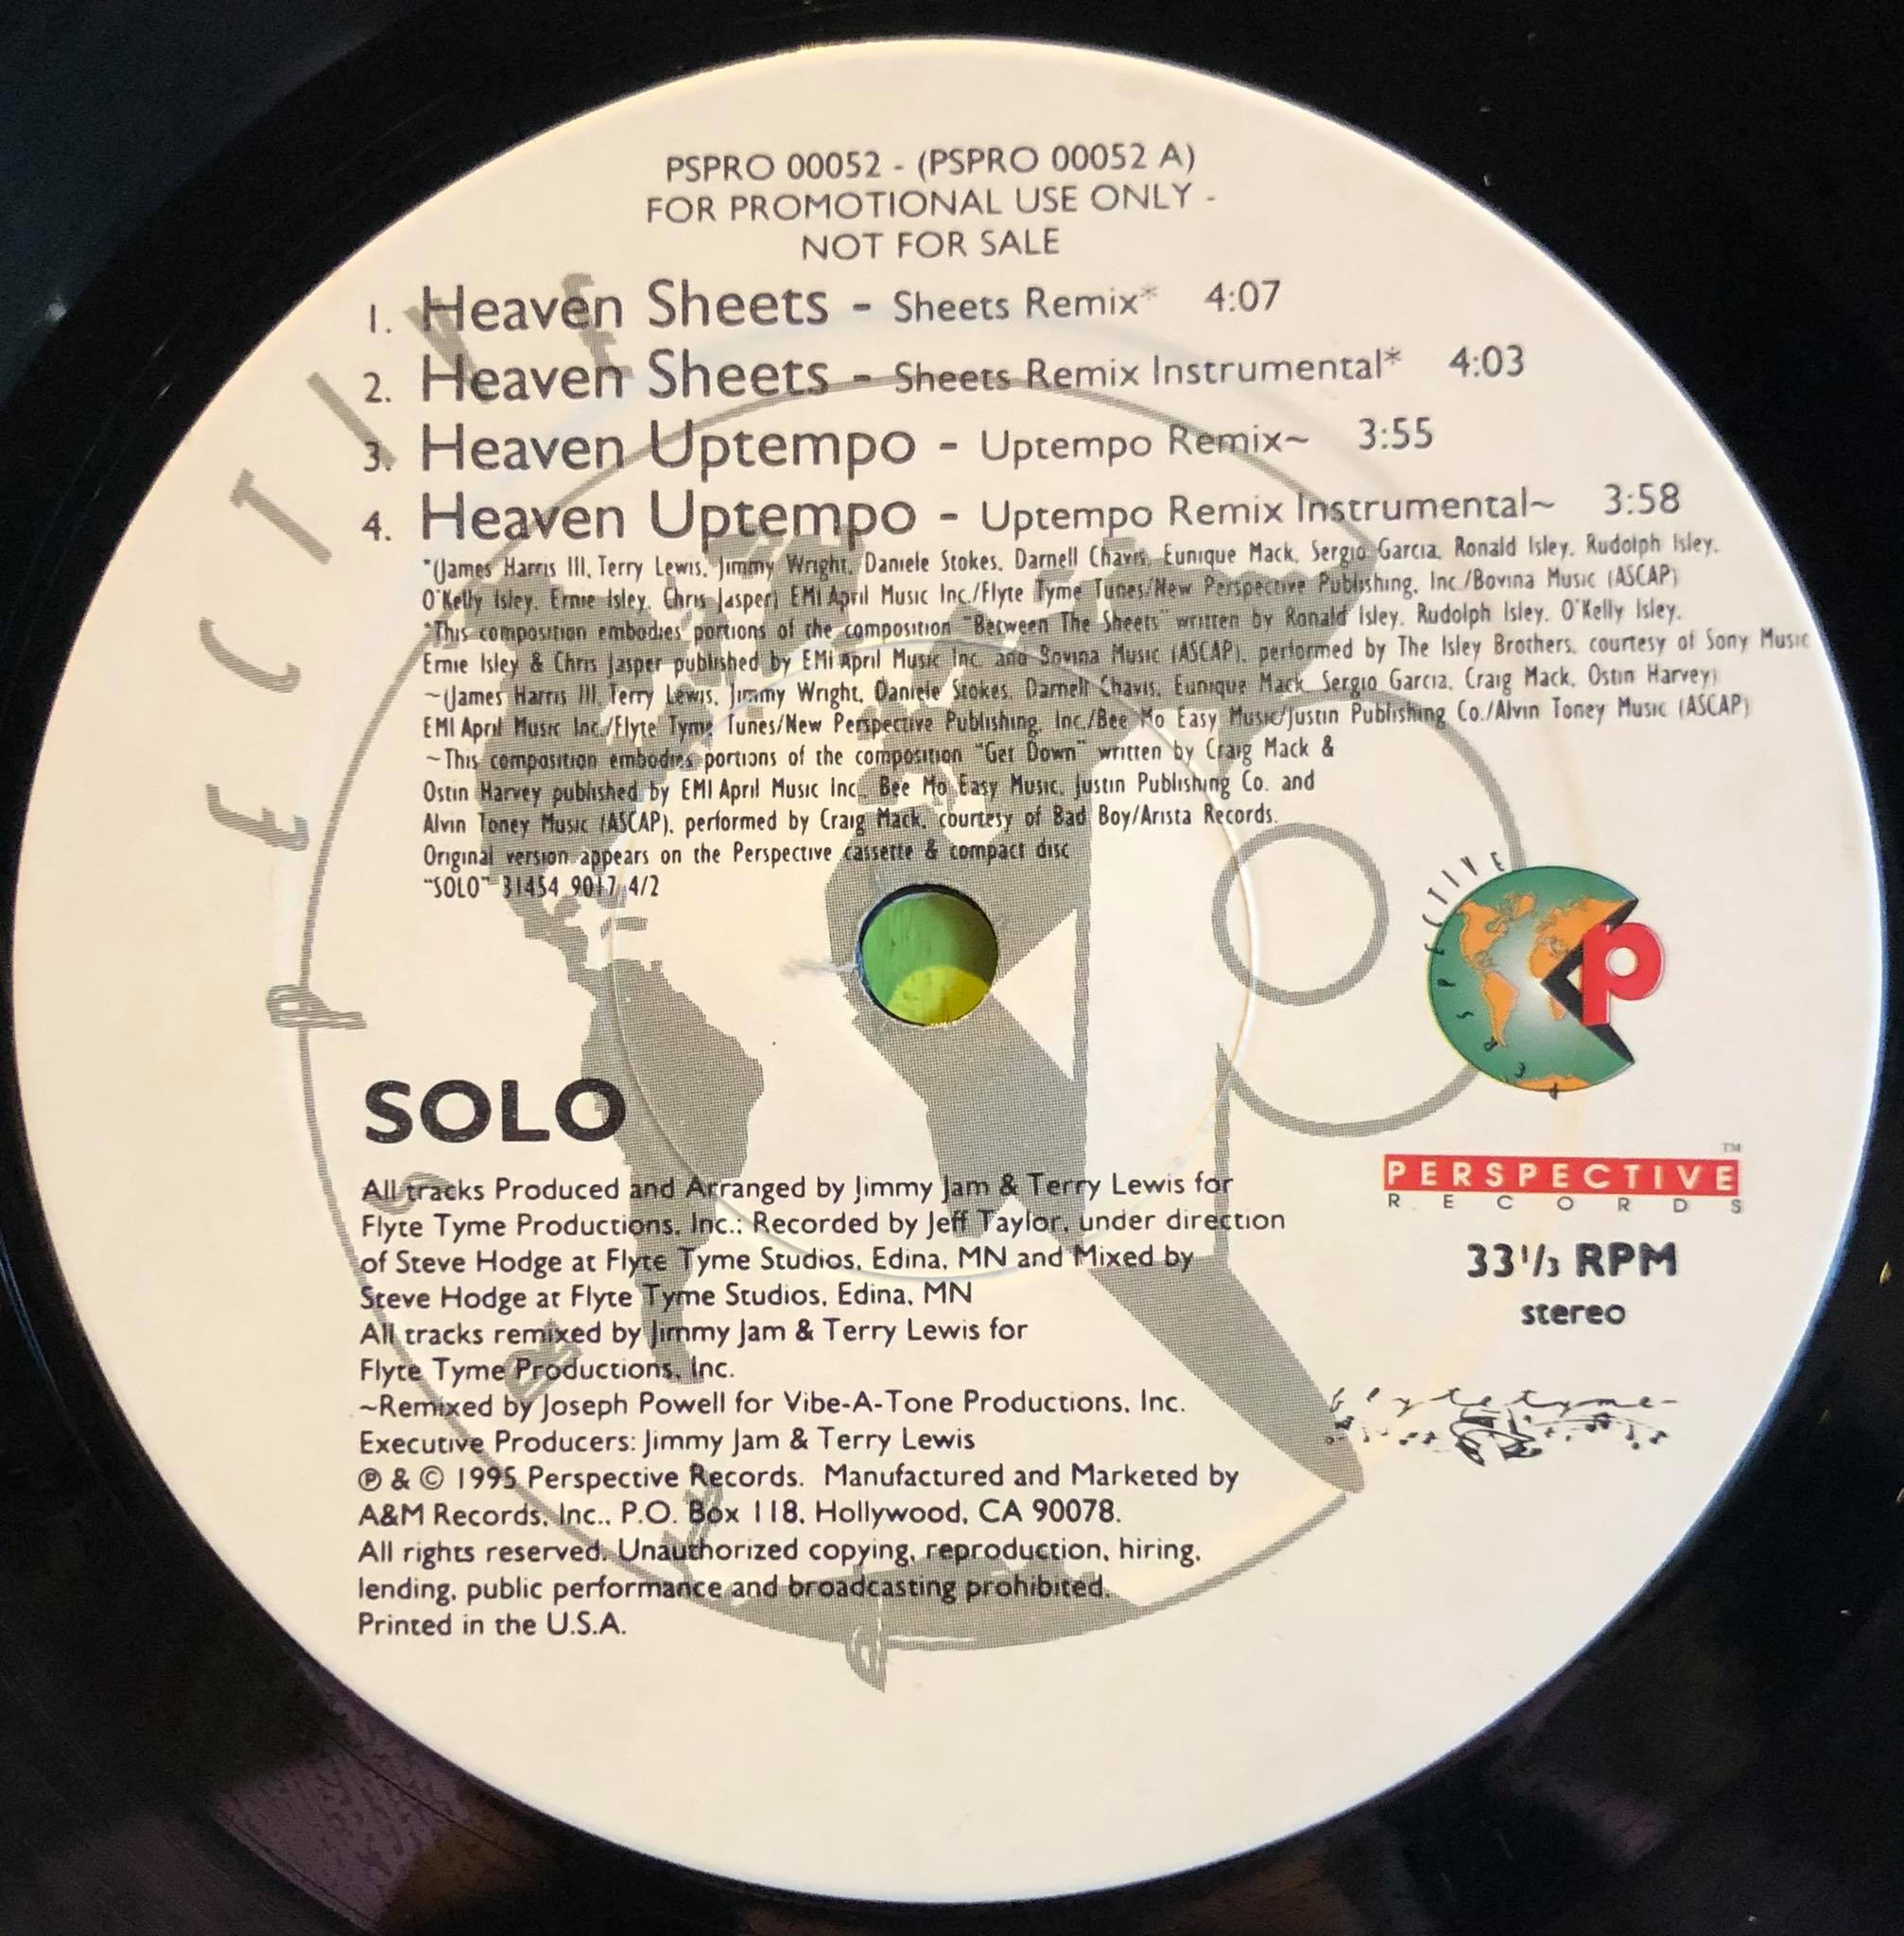 PSPRO 00052 - (PSPRO 00052 A)
FOR PROMOTIONAL USE ONLY -
NOT FOR SALE
1. Heaven Sheets - Sheets Remix* 4:07
2. Heaven Sheets - Sheets Remix Instrumental* 4:03
3. Heaven Uptempo - Uptempo Remix~ 3:55
4. Heaven Uptempo - Uptempo Remix Instrumental~ 3:58
*(James Harris III, Terry Lewis, Jimmy Wright, Daniele Stokes, Darnell Chavis, Eunique Mack, Sergio Garcia, Ronald Isley, Rudolph Isley,
O'Kelly Isley, Ernie Isley, Chris Jasper) EMI April Music Inc./Flyte Tyme Tunes/New Perspective Publishing, Inc./Bovina Music (ASCAP)
*This composition embodies portions of the composition "Between The Sheets" written by Ronald Isley, Rudolph Isley, O'Kelly Isley,
Ernie Isley & Chris Jasper published by EMI April Music Inc. and Bovina Music (ASCAP), performed by The Isley Brothers, courtesy of Sony Music
~(James Harris III, Terry Lewis, Jimmy Wright, Daniele Stokes, Darnell Chavis, Eunique Mack, Sergio Garcia, Craig Mack, Ostin Harvey)
EMI April Music Inc./Flyte Tyme Tunes/New Perspective Publishing, Inc./Bee Mo Easy Music/Justin Publishing Co./Alvin Toney Music (ASCAP)
~This composition embodies portions of the composition "Get Down" written by Craig Mack &
Ostin Harvey published by EMI April Music Inc., Bee Mo Easy Music, Justin Publishing Co. and
Alvin Toney Music (ASCAP), performed by Craig Mack, courtesy of Bad Boy/Arista Records.
Original version appears on the Perspective cassette & compact disc
"SOLO" 31454 9017 4/2
PERSPECTIVE
PERSPECTIVE
P
SOLO
PERSPECTIVE™
RECORDS
33⅓ RPM
stereo
flyte tyme
All tracks Produced and Arranged by Jimmy Jam & Terry Lewis for
Flyte Tyme Productions, Inc.; Recorded by Jeff Taylor, under direction
of Steve Hodge at Flyte Tyme Studios, Edina, MN and Mixed by
Steve Hodge at Flyte Tyme Studios, Edina, MN
All tracks remixed by Jimmy Jam & Terry Lewis for
Flyte Tyme Productions, Inc.
~Remixed by Joseph Powell for Vibe-A-Tone Productions, Inc.
Executive Producers: Jimmy Jam & Terry Lewis
℗ & © 1995 Perspective Records. Manufactured and Marketed by
A&M Records, Inc., P.O. Box 118, Hollywood, CA 90078.
All rights reserved. Unauthorized copying, reproduction, hiring,
lending, public performance and broadcasting prohibited.
Printed in the U.S.A.